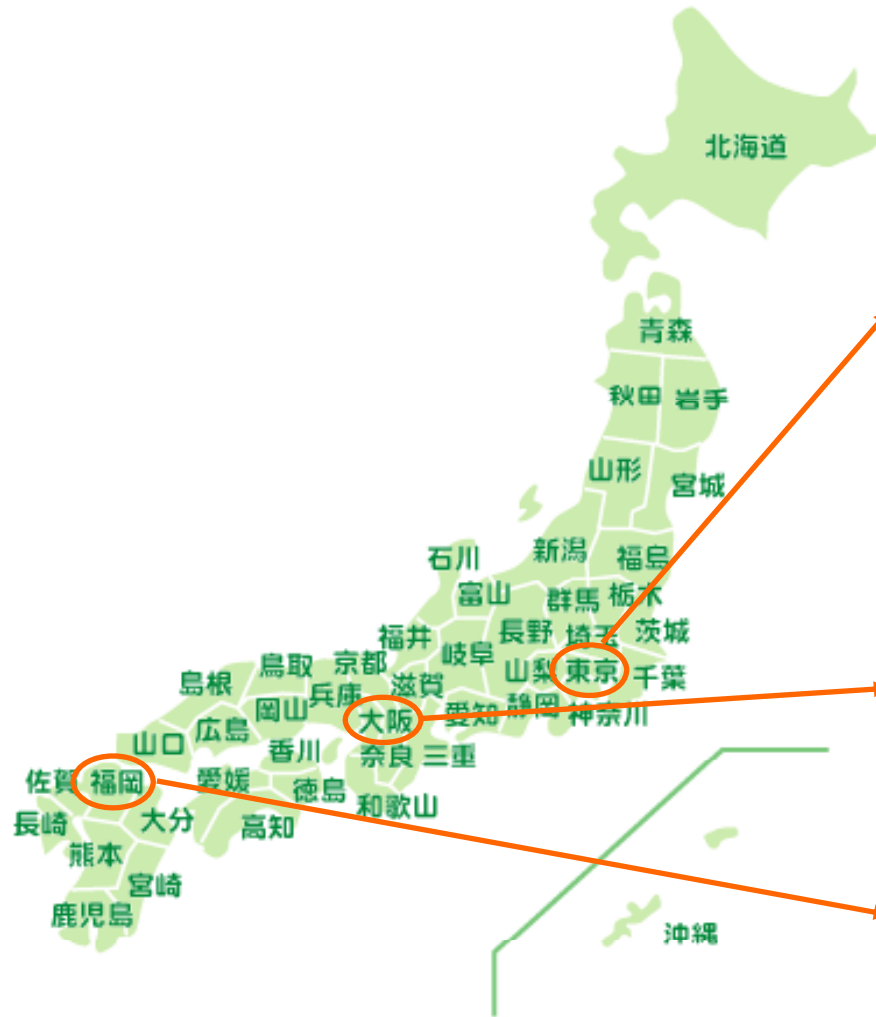 北海道
青森
秋田 岩手
山形
宮城
新潟
福島
石川
富山
群馬 栃木
福井
長野 埼玉 茨城
岐阜
山梨 東京 千葉
島根
鳥取 京都
滋賀
兵庫
岡山
大阪
愛知 静岡 神奈川
山口
広島
香川
奈良 三重
佐賀 福岡
愛媛
徳島
和歌山
長崎
大分
高知
熊本
宮崎
鹿児島
沖縄